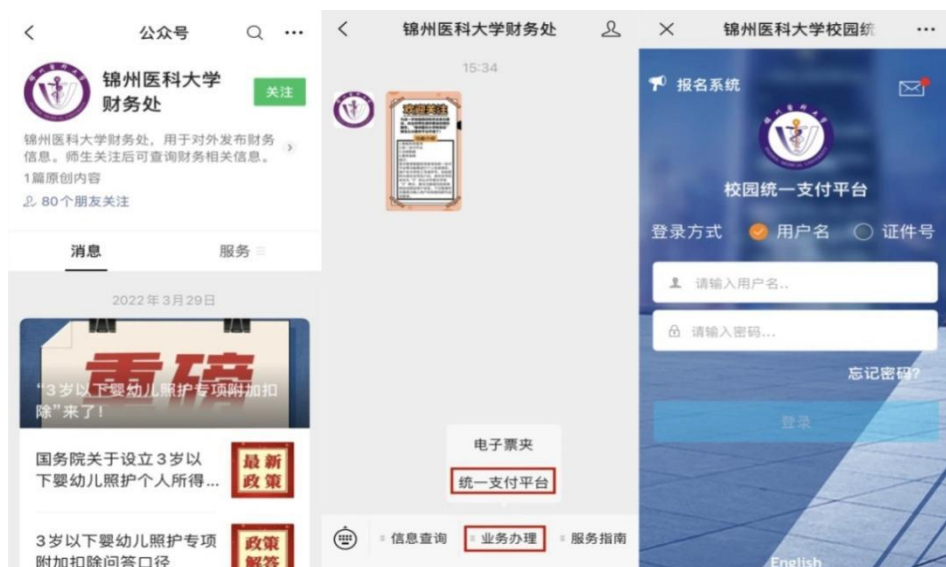 公众号
锦州医科大学
财务处
关注
锦州医科大学财务处，用于对外发布财务
信息。师生关注后可查询财务相关信息。
1篇原创内容
80个朋友关注
消息
服务
2022年3月29日
重磅
“3岁以下婴幼儿照护专项附加扣
除”来了！
国务院关于设立3岁以
下婴幼儿照护个人所得...
最新
政策
3岁以下婴幼儿照护专项
附加扣除问答口径
政策
解答
锦州医科大学财务处
15:34
欢迎关注
电子票夹
统一支付平台
信息查询
业务办理
服务指南
锦州医科大学校园统
报名系统
校园统一支付平台
登录方式
用户名
证件号
请输入用户名..
请输入密码...
忘记密码?
登录
English